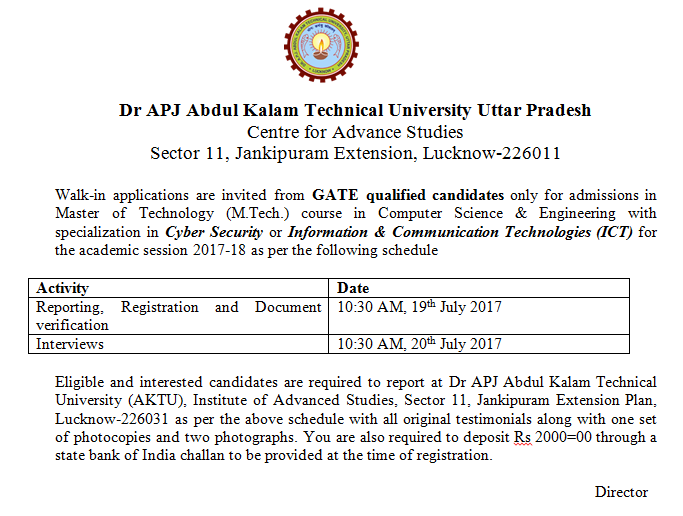 LUCKNOW
Dr APJ Abdul Kalam Technical University Uttar Pradesh
Centre for Advance Studies
Sector 11, Jankipuram Extension, Lucknow-226011
Walk-in applications are invited from GATE qualified candidates only for admissions in
Master of Technology (M.Tech.) course in Computer Science & Engineering with
specialization in Cyber Security or Information & Communication Technologies (ICT) for
the academic session 2017-18 as per the following schedule
Activity Date
Reporting, Registration and Document 10:30 AM, 19th July 2017
verification
Interviews 10:30 AM, 20th July 2017
Eligible and interested candidates are required to report at Dr APJ Abdul Kalam Technical
University (AKTU), Institute of Advanced Studies, Sector 11, Jankipuram Extension Plan,
Lucknow-226031 as per the above schedule with all original testimonials along with one set
of photocopies and two photographs. You are also required to deposit Rs 2000=00 through a
state bank of India challan to be provided at the time of registration.
Director